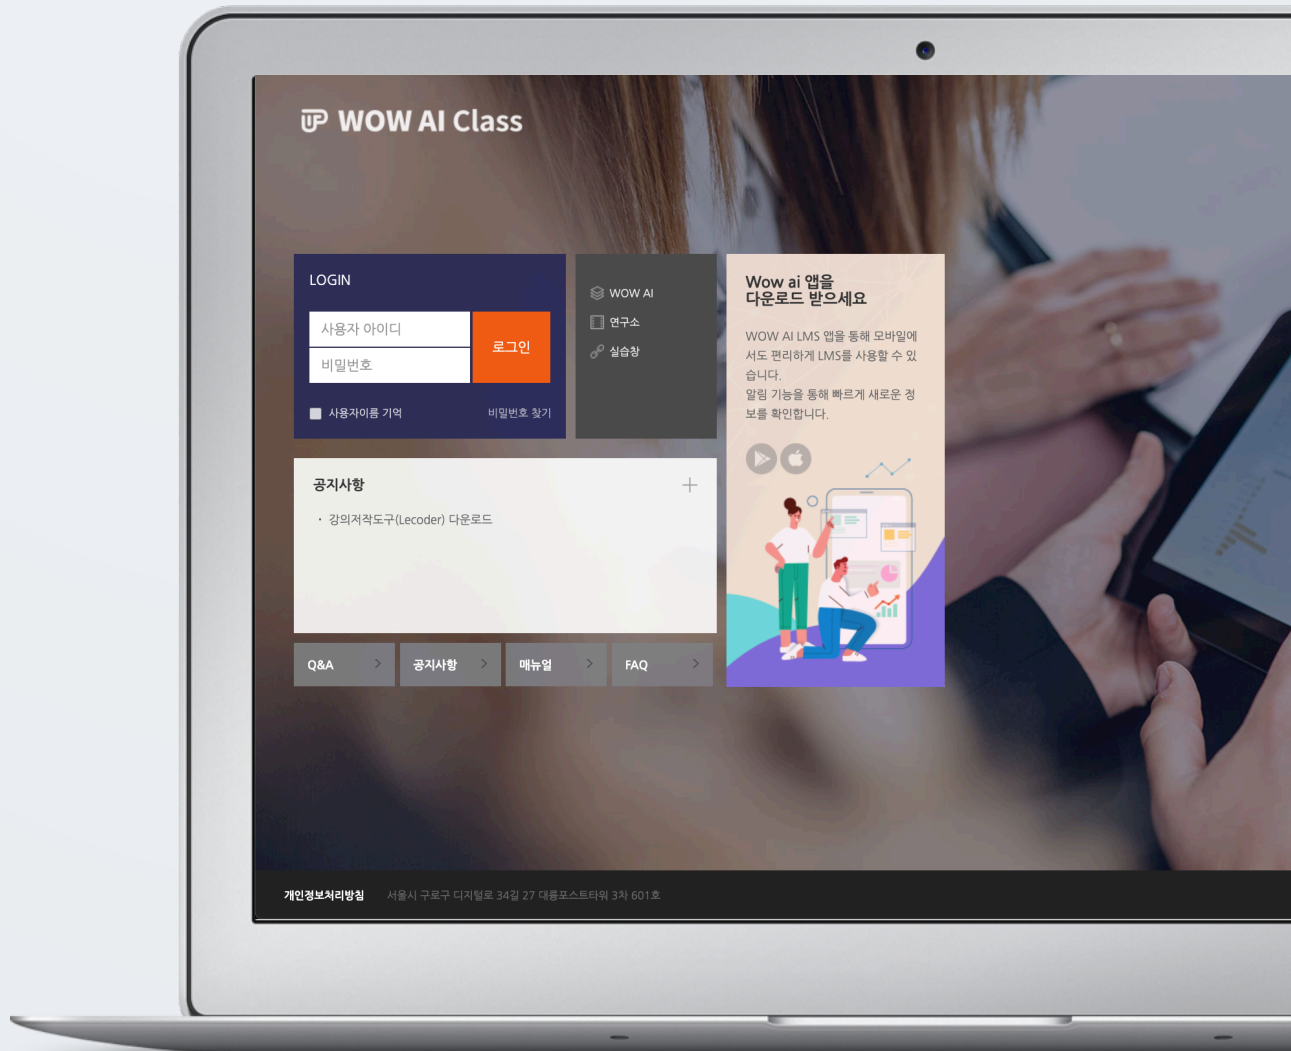 WOW AI Class
LOGIN
사용자 아이디
비밀번호
로그인
사용자이름 기억
비밀번호 찾기
WOW AI
연구소
실습창
Wow ai 앱을
다운로드 받으세요
WOW AI LMS 앱을 통해 모바일에
서도 편리하게 LMS를 사용할 수 있
습니다.
알림 기능을 통해 빠르게 새로운 정
보를 확인합니다.
공지사항
· 강의저작도구(Lecoder) 다운로드
Q&A
공지사항
매뉴얼
FAQ
개인정보처리방침
서울시 구로구 디지털로 34길 27 대륭포스트타워 3차 601호